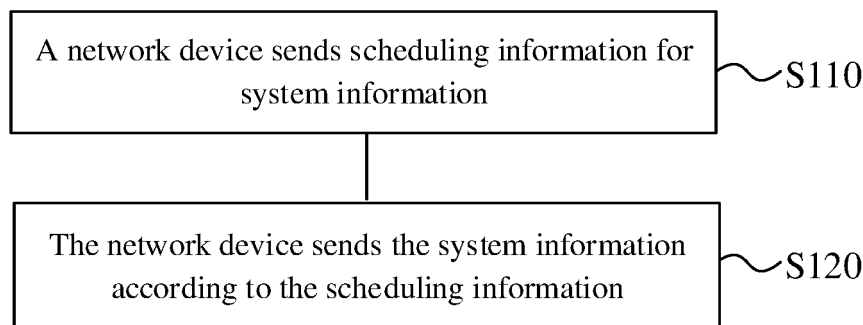 A network device sends scheduling information for
system information
S110
The network device sends the system information
according to the scheduling information
S120